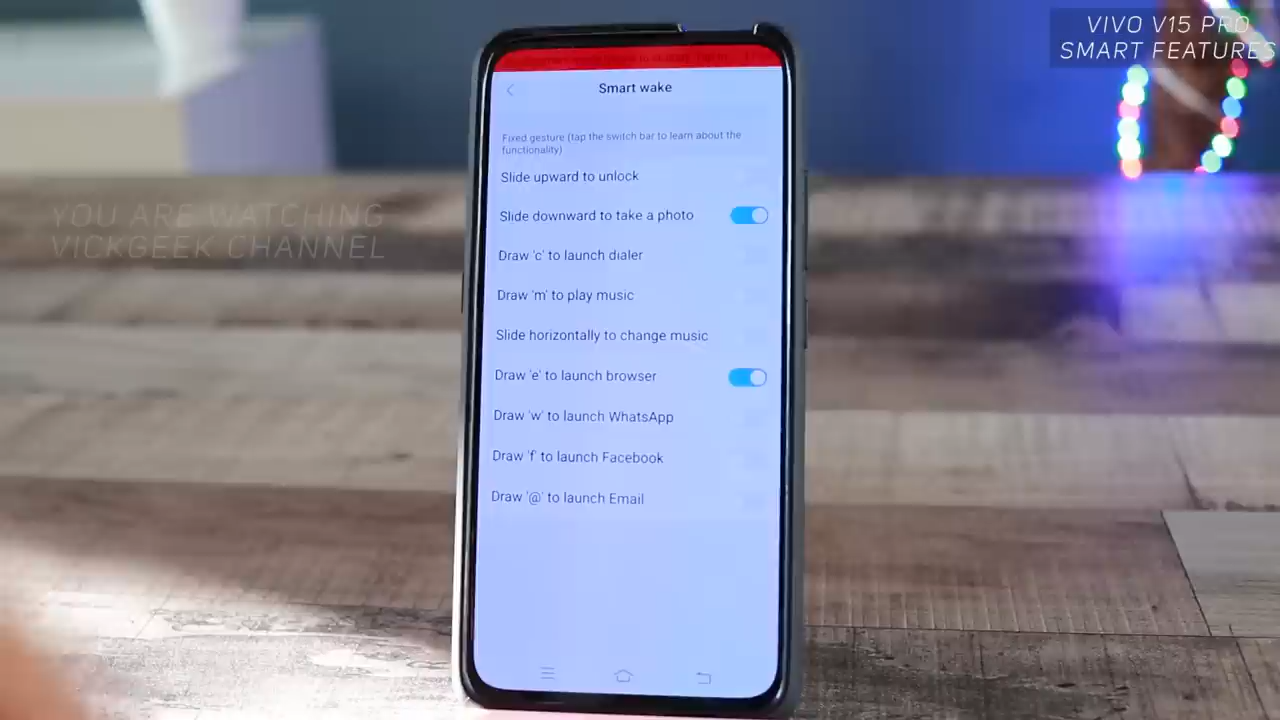 VIVO V15 PRO
SMART FEATURES
Smart wake
Fixed gesture (tap the switch bar to learn about the
functionality)
Slide upward to unlock
Slide downward to take a photo
YOU ARE WATCHING
VICKGEEK CHANNEL
Draw 'c' to launch dialer
Draw 'm' to play music
Slide horizontally to change music
Draw 'e' to launch browser
Draw 'w' to launch WhatsApp
Draw 'f' to launch Facebook
Draw '@' to launch Email